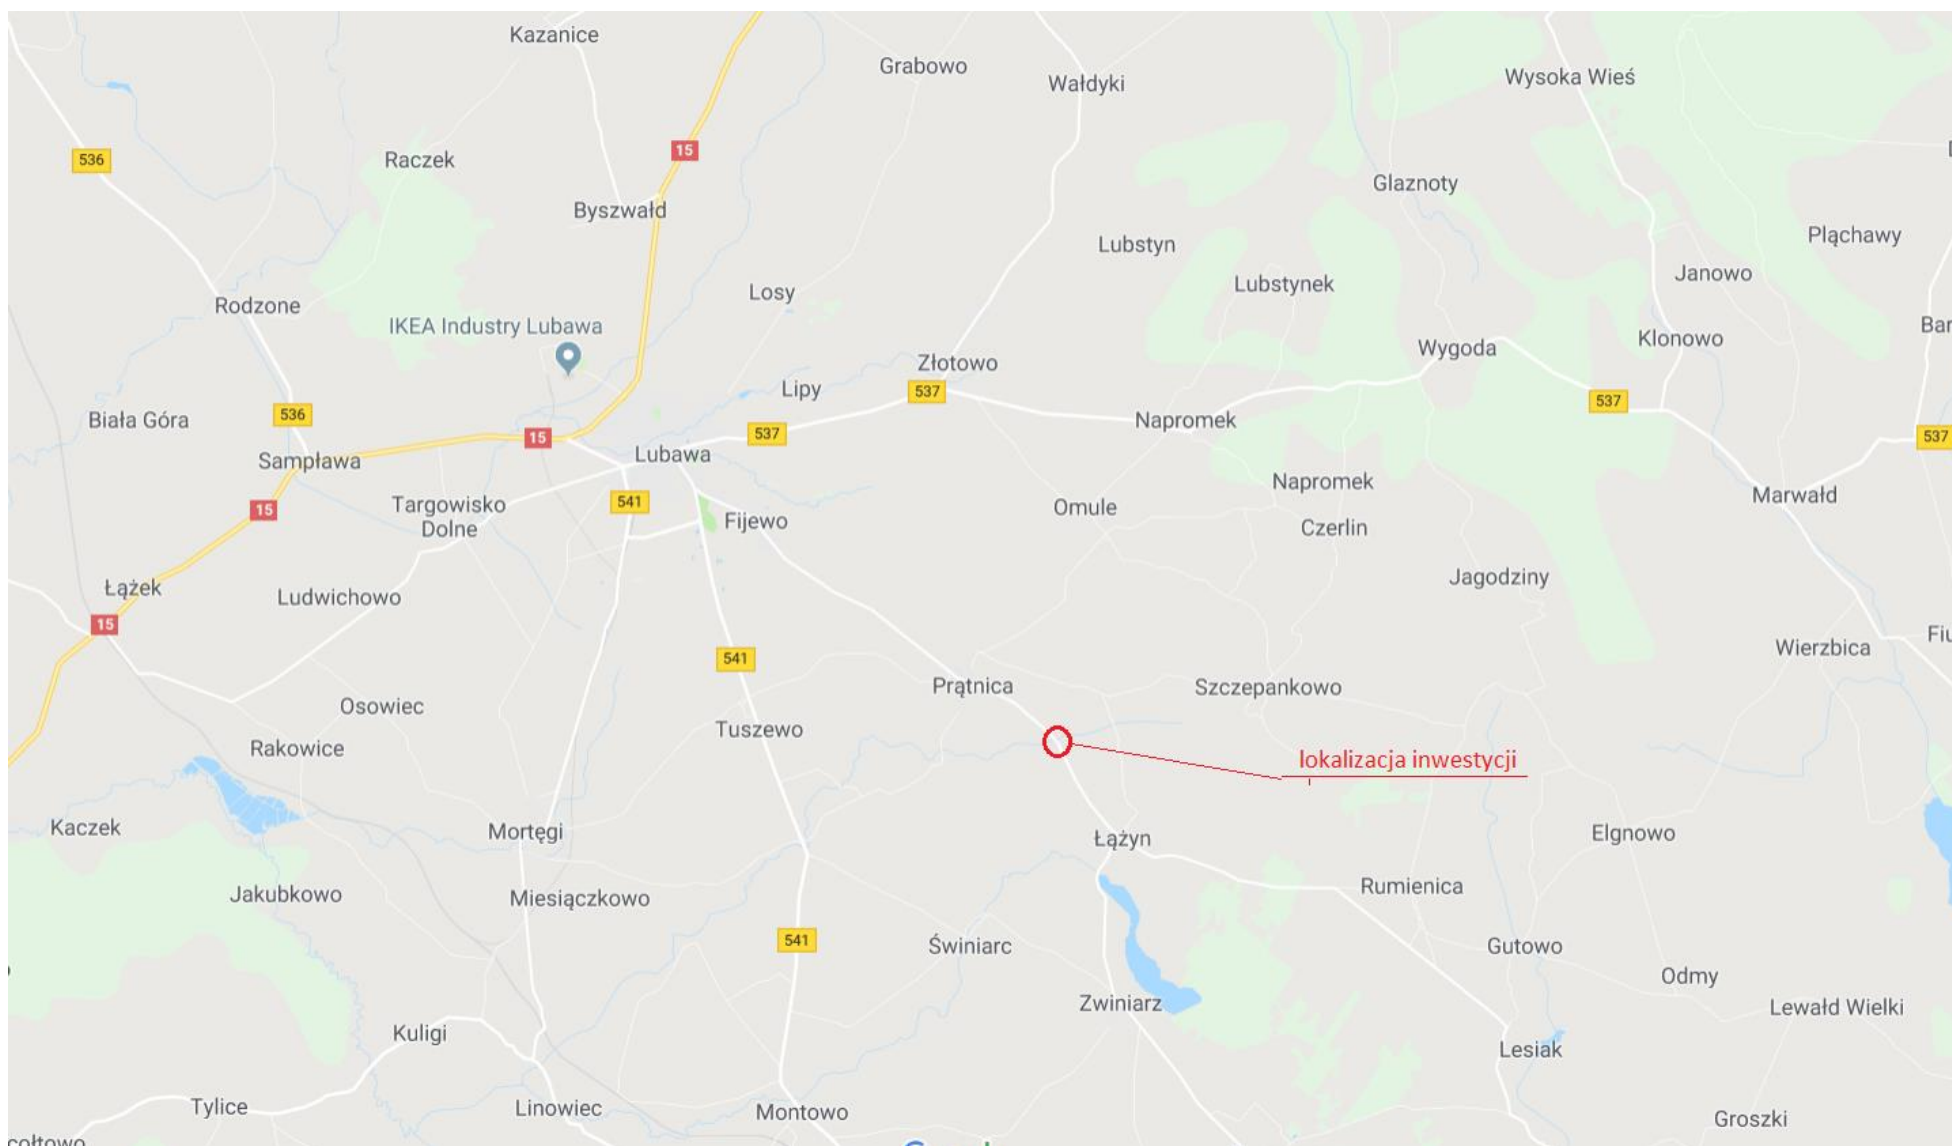 Kazanice
Grabowo
Wałdyki
Wysoka Wieś
536
Raczek
15
Glaznoty
Byszwałd
Lubstyn
Pląchawy
Janowo
Lubstynek
Losy
Rodzone
IKEA Industry Lubawa
Bar
Klonowo
Wygoda
Złotowo
Lipy
537
537
536
Biała Góra
Napromek
15
537
537
Lubawa
Sampława
Napromek
Marwałd
541
Targowisko
Dolne
Omule
15
Fijewo
Czerlin
Jagodziny
Łążek
Ludwichowo
15
Fiu
Wierzbica
541
Prątnica
Szczepankowo
Osowiec
Tuszewo
Rakowice
lokalizacja inwestycji
Kaczek
Mortęgi
Elgnowo
Łążyn
Rumienica
Jakubkowo
Miesiączkowo
541
Świniarc
Gutowo
Odmy
Zwiniarz
Lewałd Wielki
Kuligi
Lesiak
Tylice
Linowiec
Montowo
Groszki